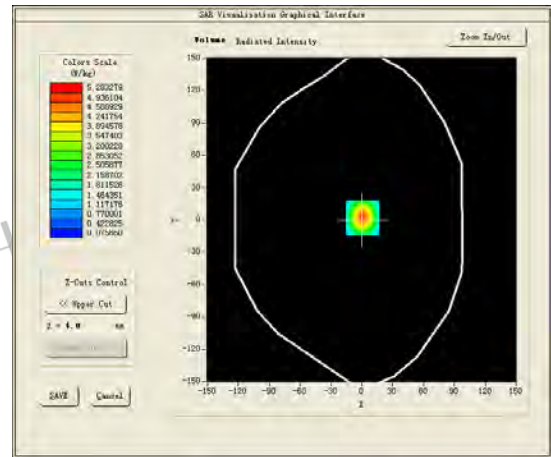 SAR Visualisation Graphical Interface
Volume Radiated Intensity
Zoom In/Out
Colors Scale
(W/kg)
4.936104
4.588929
4.241754
3.894578
3.547403
3.200228
2.853052
2.505877
2.158702
1.811526
1.464351
1.117176
0.770001
0.422825
0.075650
Z-Cuts Control
<< Upper Cut
Z = 4.0 mm
SAVE
Cancel
150
120
90
60
30
0
-30
-60
-90
-120
-150
Y
-150 -120 -90 -60 -30 0 30 60 90 120 150
X